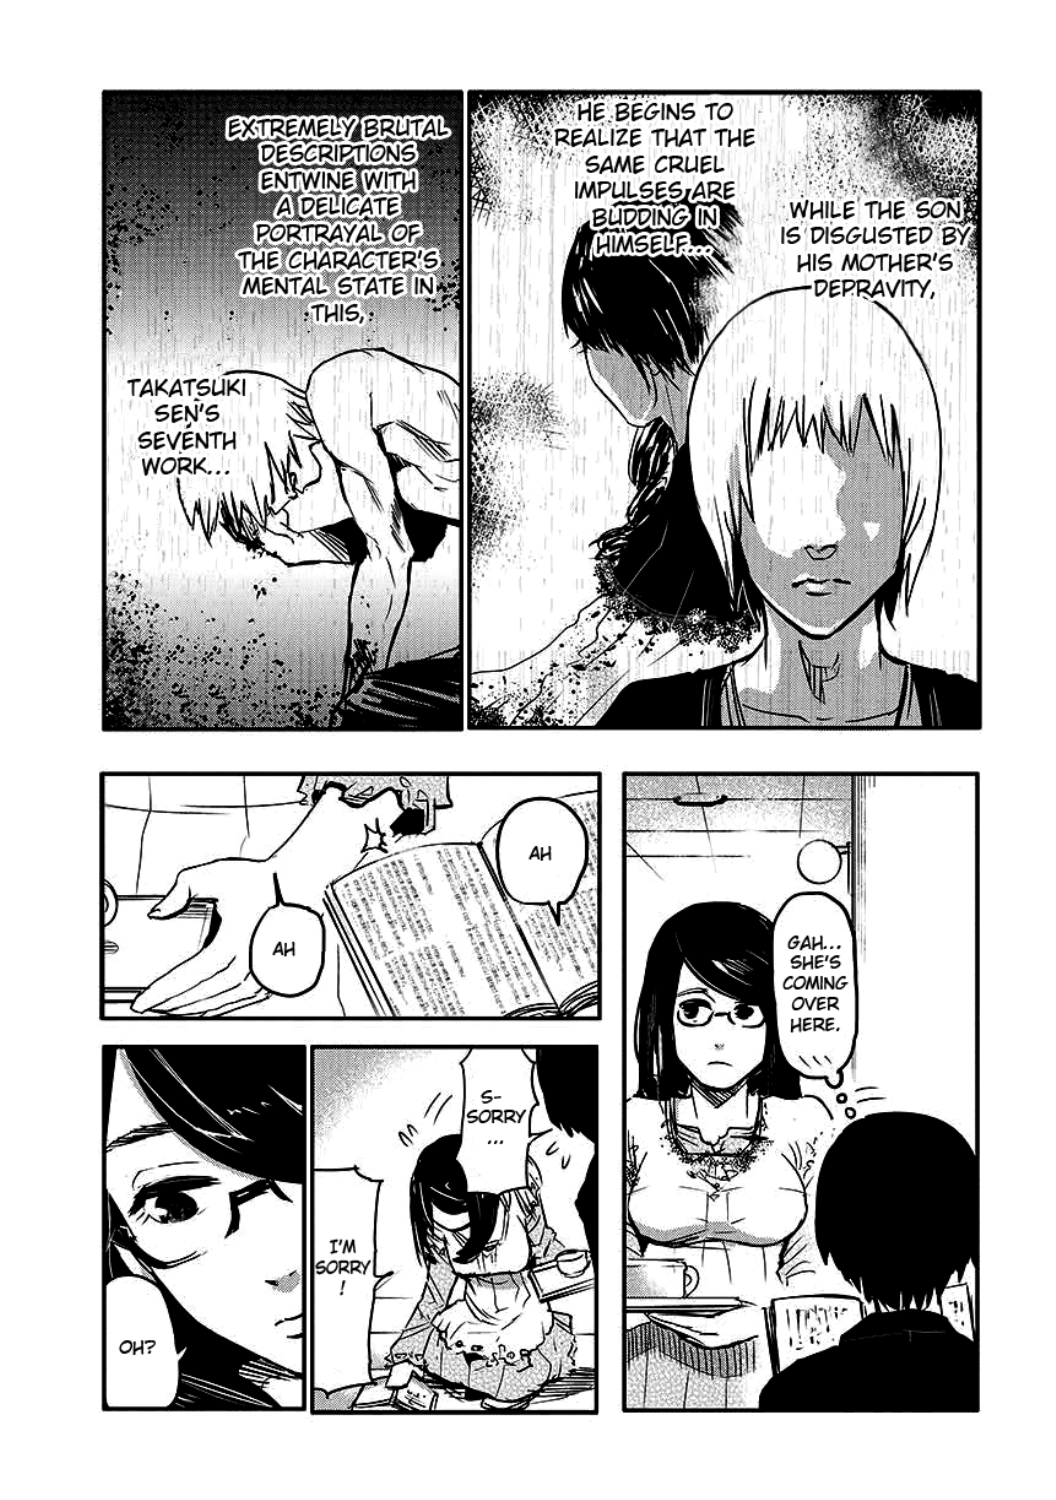 WHILE THE SON
IS DISGUSTED BY
HIS MOTHER'S
DEPRAVITY,
HE BEGINS TO
REALIZE THAT THE
SAME CRUEL
IMPULSES ARE
BUDDING IN
HIMSELF...
EXTREMELY BRUTAL
DESCRIPTIONS
ENTWINE WITH
A DELICATE
PORTRAYAL OF
THE CHARACTER'S
MENTAL STATE IN
THIS,
TAKATSUKI
SEN'S
SEVENTH
WORK...
GAH...
SHE'S
COMING
OVER
HERE.
AH
AH
S-
SORRY
...
I'M
SORRY
!
OH?